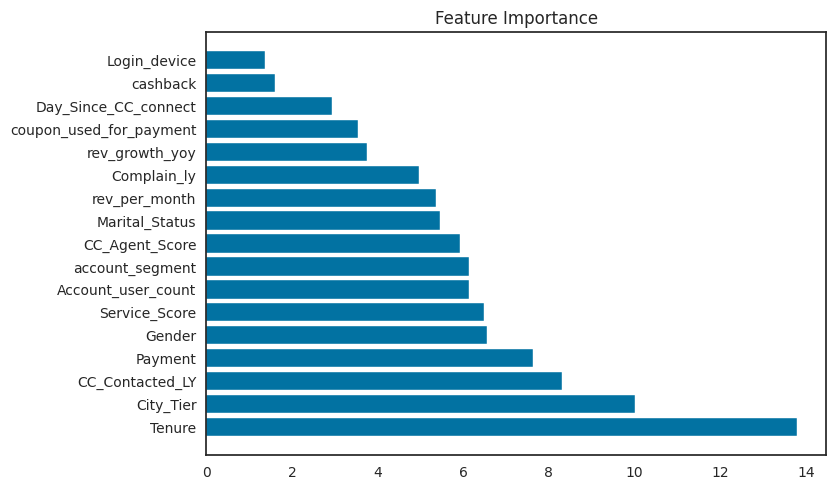 Feature Importance
Login_device
cashback
Day_Since_CC_connect
coupon_used_for_payment
rev_growth_yoy
Complain_ly
rev_per_month
Marital_Status
CC_Agent_Score
account_segment
Account_user_count
Service_Score
Gender
Payment
CC_Contacted_LY
City_Tier
Tenure
0 2 4 6 8 10 12 14